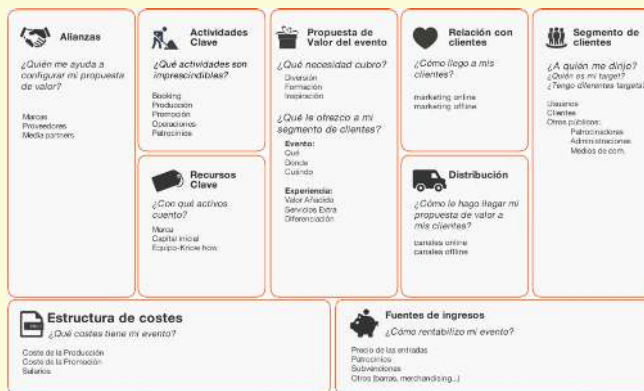 Alianzas
¿Quién me ayuda a
configurar mi propuesta
de valor?
Marcas
Proveedores
Media partners
Actividades
Clave
¿Qué actividades son
imprescindibles?
Booking
Producción
Promoción
Operaciones
Patrocinios
Recursos
Clave
¿Con qué activos
cuento?
Marca
Capital inicial
Equipo-Know how
Propuesta de
Valor del evento
¿Qué necesidad cubro?
Diversión
Formación
Inspiración
¿Qué le ofrezco a mi
segmento de clientes?
Evento:
Qué
Donde
Cuándo
Experiencia:
Valor Añadido
Servicios Extra
Diferenciación
Relación con
clientes
¿Cómo llego a mis
clientes?
marketing online
marketing offline
Distribución
¿Cómo le hago llegar mi
propuesta de valor a
mis clientes?
canales online
canales offline
Segmento de
clientes
¿A quién me dirijo?
¿Quién es mi target?
¿Tengo diferentes targets?
Usuarios
Clientes
Otros públicos:
Patrocinadores
Administraciones
Medios de com.
Estructura de costes
¿Qué costes tiene mi evento?
Coste de la Producción
Coste de la Promoción
Salarios
Fuentes de ingresos
¿Cómo rentabilizo mi evento?
Precio de las entradas
Patrocinios
Subvenciones
Otros (barras, merchandising...)